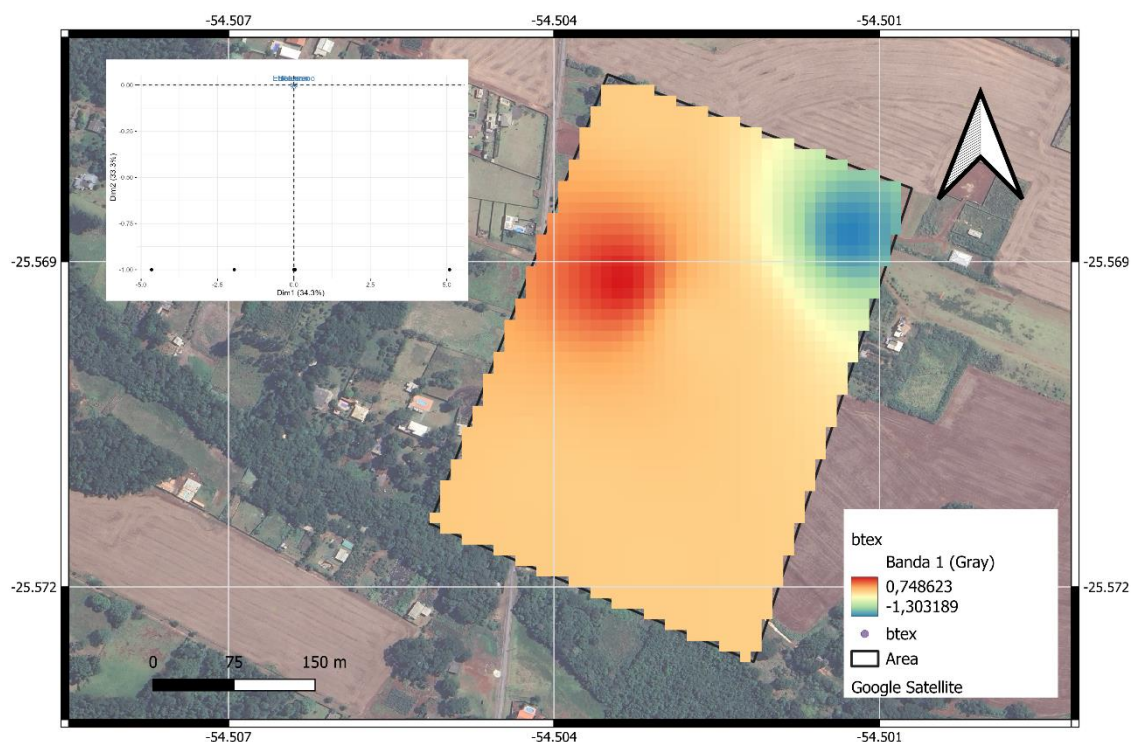 -54.507 -54.504 -54.501
0.00
-0.25
-0.50
-0.75
-1.00
Dim2 (33.3%)
-5.0 -2.5 0.0 2.5 5.0
Dim1 (34.3%)
-25.569 -25.569
-25.572 -25.572
btex
Banda 1 (Gray)
0,748623
-1,303189
btex
Area
Google Satellite
0 75 150 m
-54.507 -54.504 -54.501